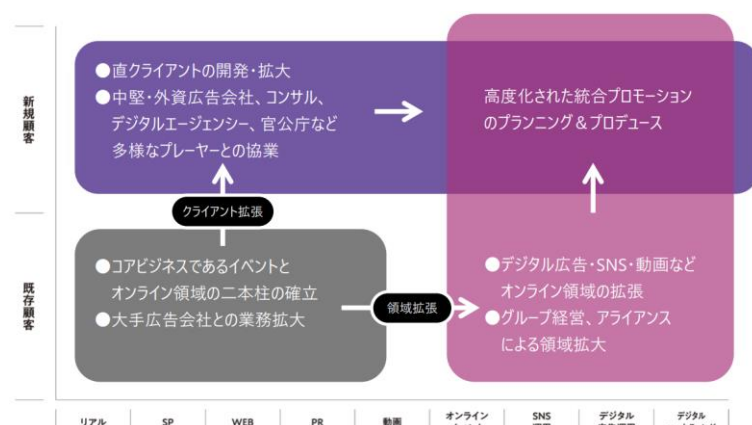 ●直クライアントの開発・拡大
●中堅・外資広告会社、コンサル、
デジタルエージェンシー、官公庁など
多様なプレーヤーとの協業
高度化された統合プロモーション
のプランニング＆プロデュース
新規顧客
クライアント拡張
●コアビジネスであるイベントと
オンライン領域の二本柱の確立
●大手広告会社との業務拡大
領域拡張
●デジタル広告・SNS・動画など
オンライン領域の拡張
●グループ経営、アライアンス
による領域拡大
既存顧客
リアル
SP
WEB
PR
動画
オンライン
SNS
デジタル
デジタル